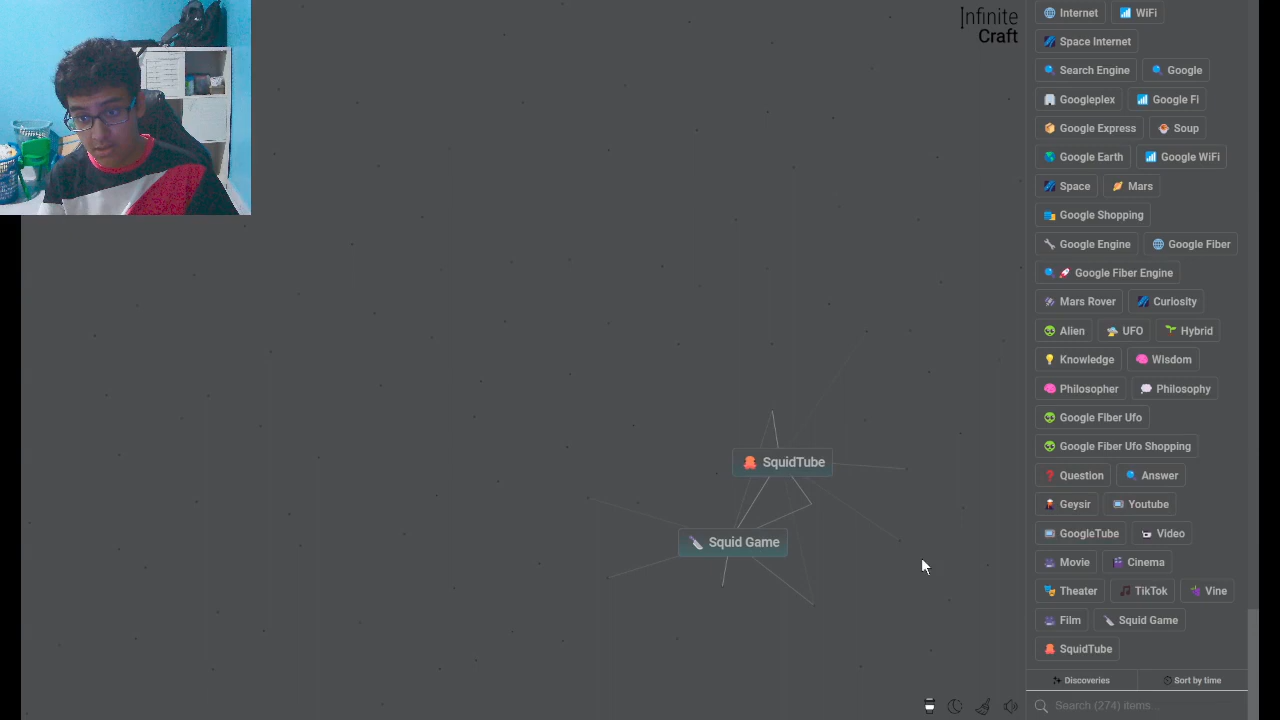 Infinite
Craft
Internet WiFi
Space Internet
Search Engine Google
Googleplex Google Fi
Google Express Soup
Google Earth Google WiFi
Space Mars
Google Shopping
Google Engine Google Fiber
Google Fiber Engine
Mars Rover Curiosity
Alien UFO Hybrid
Knowledge Wisdom
Philosopher Philosophy
Google Fiber Ufo
Google Fiber Ufo Shopping
Question Answer
Geysir Youtube
GoogleTube Video
Movie Cinema
Theater TikTok Vine
Film Squid Game
SquidTube
SquidTube
Squid Game
Discoveries Sort by time
Search (274) items...